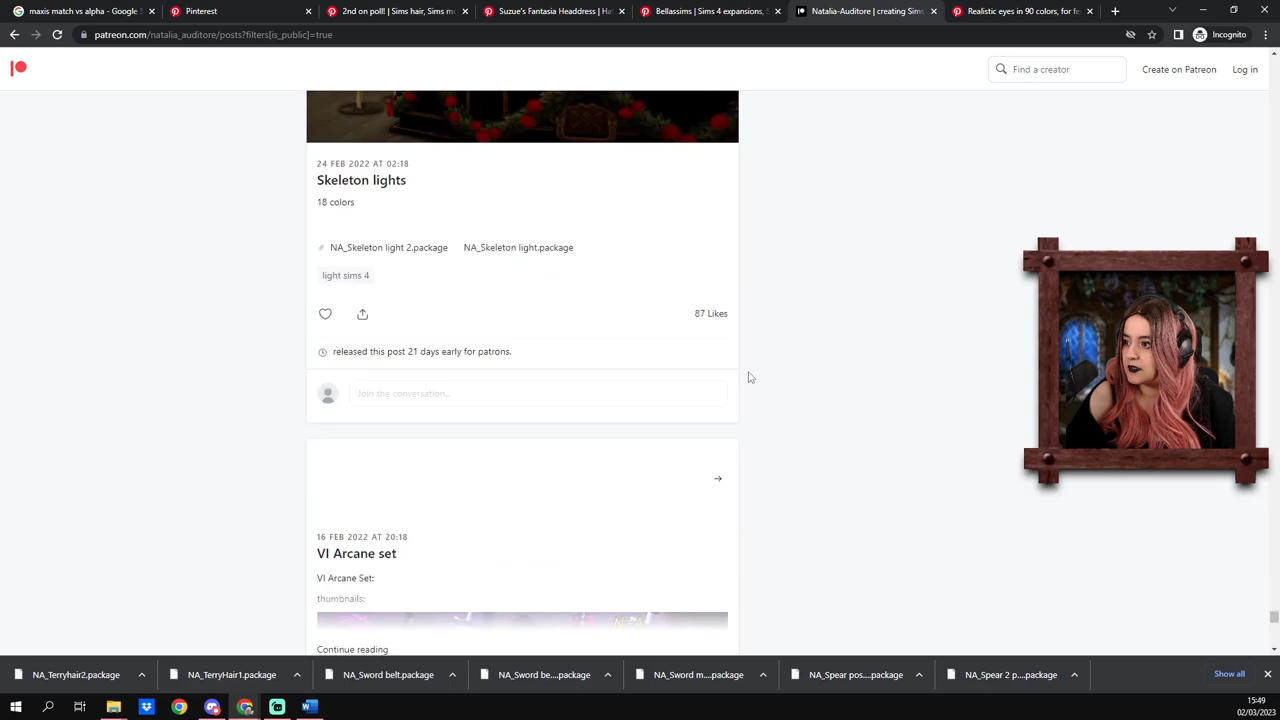 maxis match vs alpha - Google S
Pinterest
2nd on poll! | Sims hair, Sims mo
Suzue's Fantasia Headdress | Ha
Bellassims | Sims 4 expansions, S
Natalia-Auditore | creating Sims
Realistic eyes in 90 colors, for fe
patreon.com/natalia_auditore/posts?filters[is_public]=true
Incognito
Find a creator
Create on Patreon
Log in
24 FEB 2022 AT 02:18
Skeleton lights
18 colors
NA_Skeleton light 2.package NA_Skeleton light.package
light sims 4
87 Likes
released this post 21 days early for patrons.
Join the conversation...
16 FEB 2022 AT 20:18
VI Arcane set
VI Arcane Set:
thumbnails:
Continue reading
NA_Terryhair2.package
NA_TerryHair1.package
NA_Sword belt.package
NA_Sword be....package
NA_Sword m....package
NA_Spear pos....package
NA_Spear 2 p....package
Show all
15:49
02/03/2023